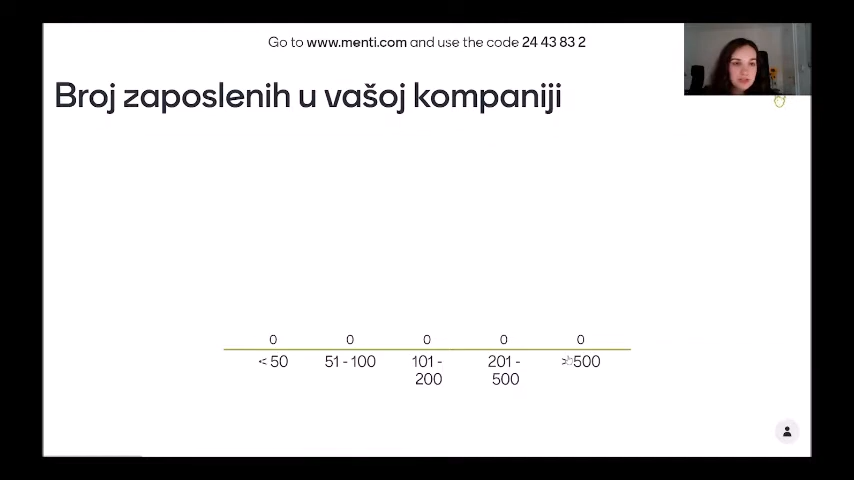 Go to www.menti.com and use the code 24 43 83 2
Broj zaposlenih u vašoj kompaniji
0 0 0 0 0
< 50 51 - 100 101 - 201 - >500
200 500